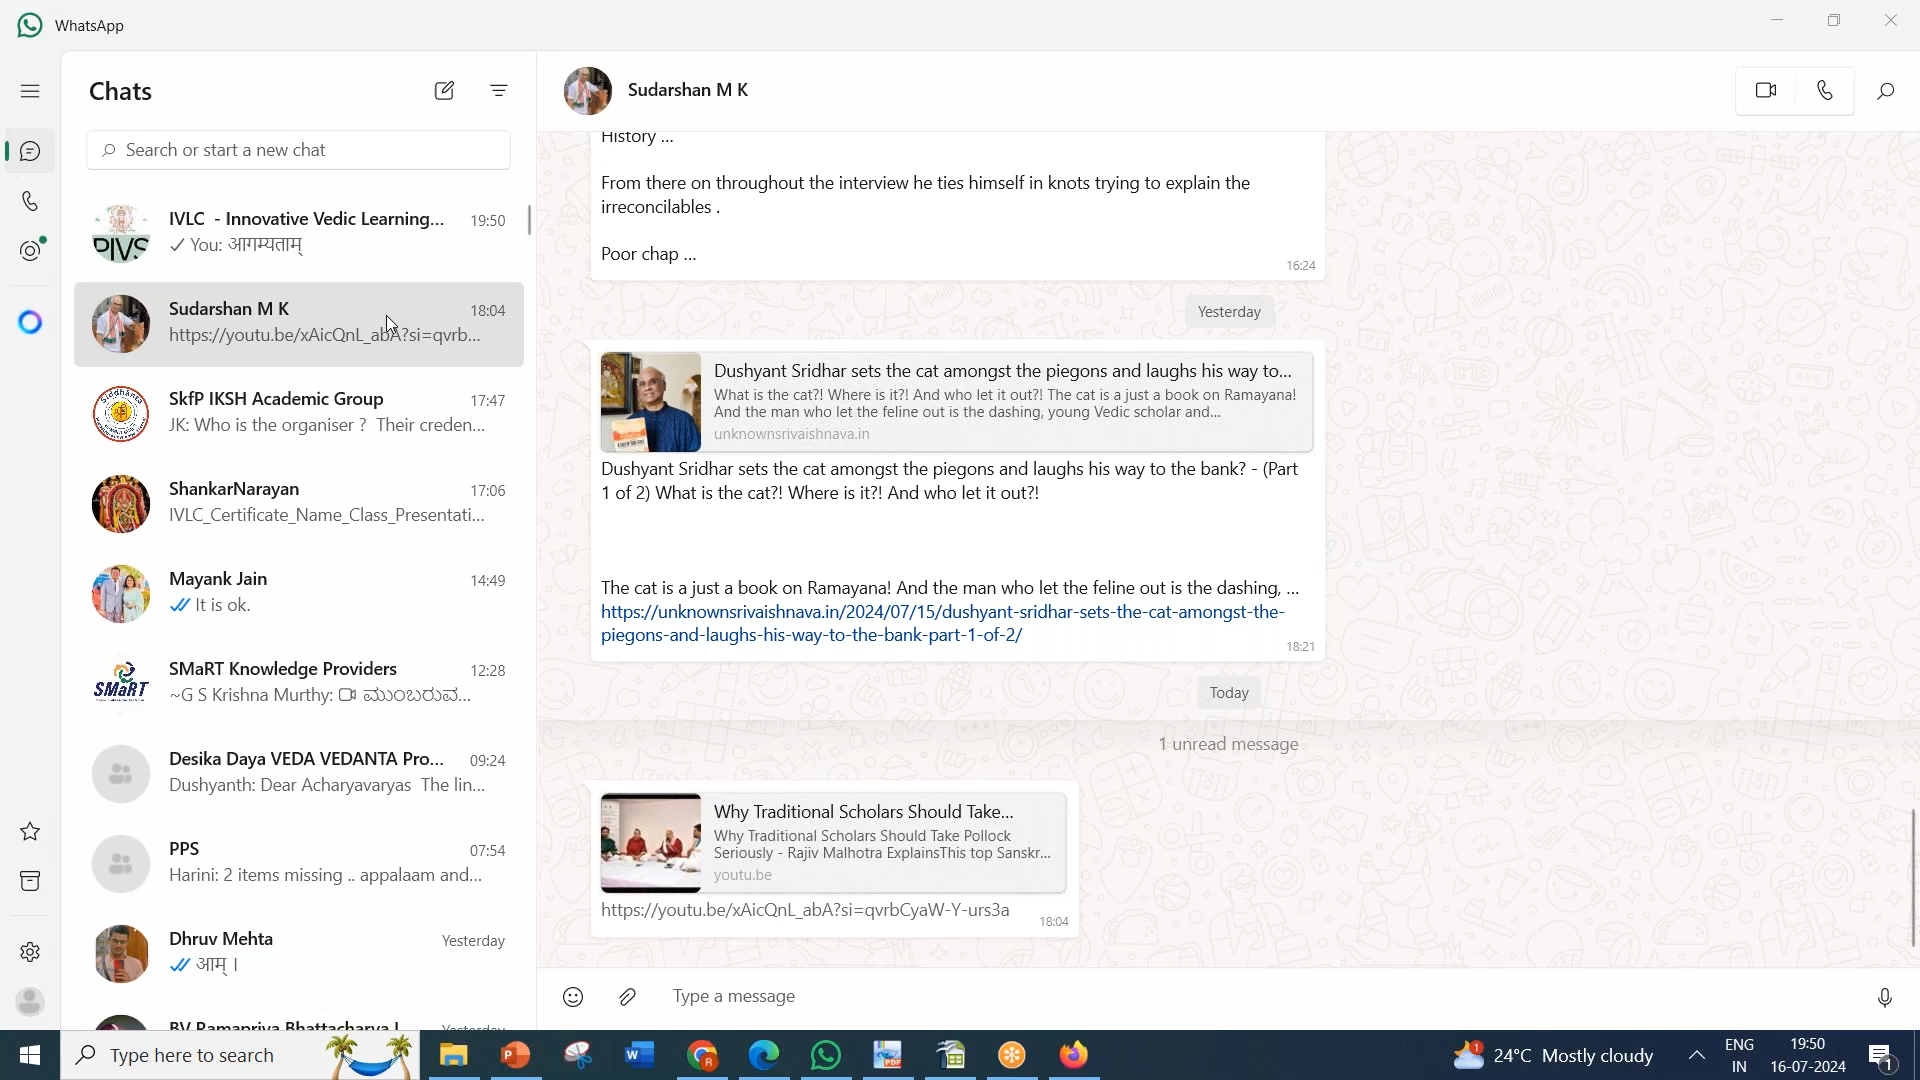 WhatsApp
Chats
Search or start a new chat
IVLC - Innovative Vedic Learning... 19:50
You: आगम्यताम्
Sudarshan M K 18:04
https://youtu.be/xAicQnL_abA?si=qvrb...
SkfP IKSH Academic Group 17:47
JK: Who is the organiser ? Their creden...
ShankarNarayan 17:06
IVLC_Certificate_Name_Class_Presentati...
Mayank Jain 14:49
It is ok.
SMaRT Knowledge Providers 12:28
SMaRT
~G S Krishna Murthy: ಮುಂಬರುವ...
Desika Daya VEDA VEDANTA Pro... 09:24
Dushyanth: Dear Acharyavaryas The lin...
PPS 07:54
Harini: 2 items missing .. appalaam and...
Dhruv Mehta Yesterday
आम् ।
BV Ramapriya Bhattacharya I... Yesterday
Sudarshan M K
History ...
From there on throughout the interview he ties himself in knots trying to explain the
irreconcilables .
Poor chap ...
16:24
Yesterday
Dushyant Sridhar sets the cat amongst the piegons and laughs his way to...
What is the cat?! Where is it?! And who let it out?! The cat is a just a book on Ramayana!
And the man who let the feline out is the dashing, young Vedic scholar and...
unknownsrivaishnava.in
Dushyant Sridhar sets the cat amongst the piegons and laughs his way to the bank? - (Part
1 of 2) What is the cat?! Where is it?! And who let it out?!
The cat is a just a book on Ramayana! And the man who let the feline out is the dashing, ...
https://unknownsrivaishnava.in/2024/07/15/dushyant-sridhar-sets-the-cat-amongst-the-
piegons-and-laughs-his-way-to-the-bank-part-1-of-2/
18:21
Today
1 unread message
Why Traditional Scholars Should Take...
Why Traditional Scholars Should Take Pollock
Seriously - Rajiv Malhotra ExplainsThis top Sanskr...
youtu.be
https://youtu.be/xAicQnL_abA?si=qvrbCyaW-Y-urs3a
18:04
Type a message
Type here to search
24°C Mostly cloudy
ENG
IN
19:50
16-07-2024
1